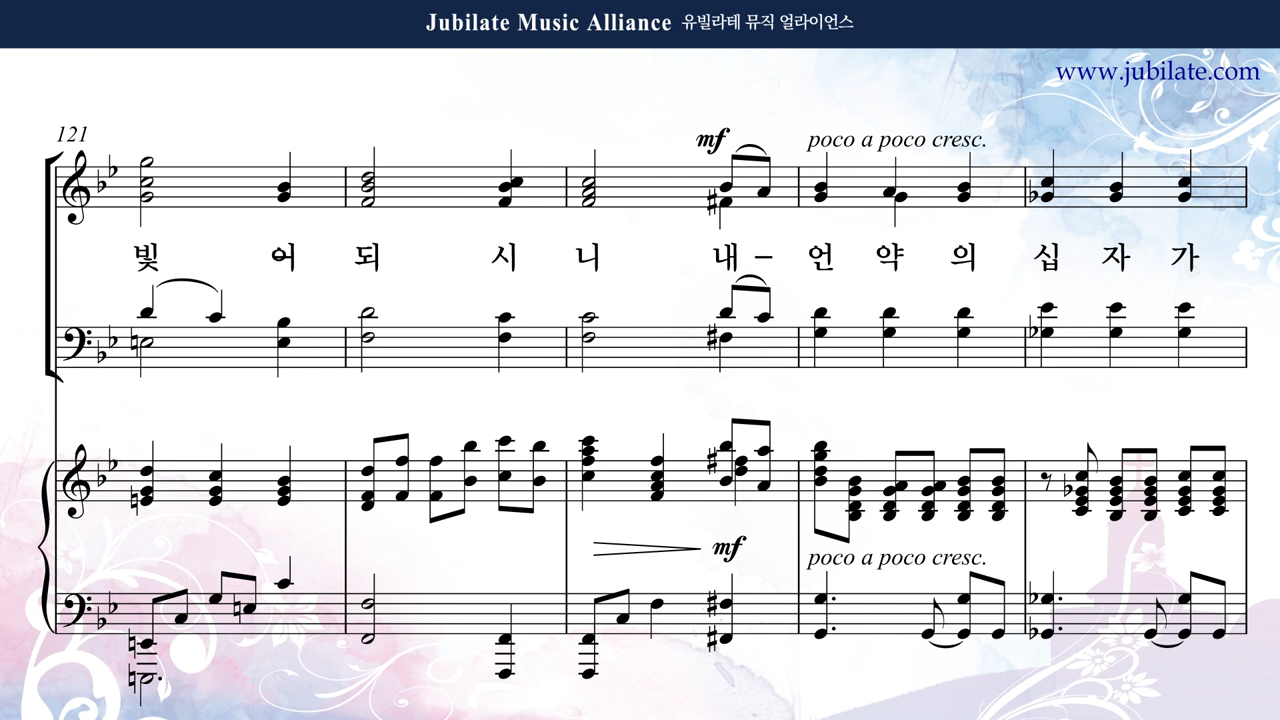 Jubilate Music Alliance 유빌라테 뮤직 얼라이언스
www.jubilate.com
121
mf poco a poco cresc.
빛 어 되 시 니 내 – 언 약 의 십 자 가
mf poco a poco cresc.